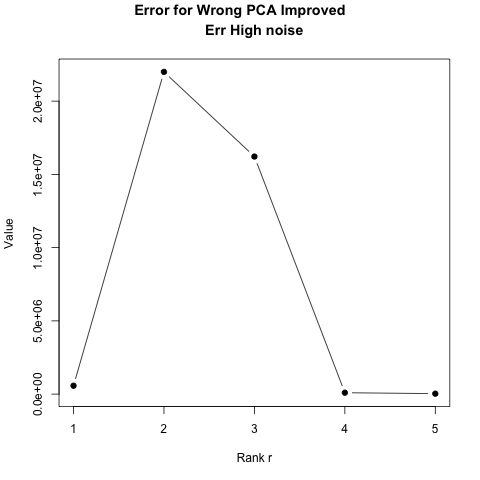 Error for Wrong PCA Improved
Err High noise
Value
2.0e+07
1.5e+07
1.0e+07
5.0e+06
0.0e+00
1 2 3 4 5
Rank r